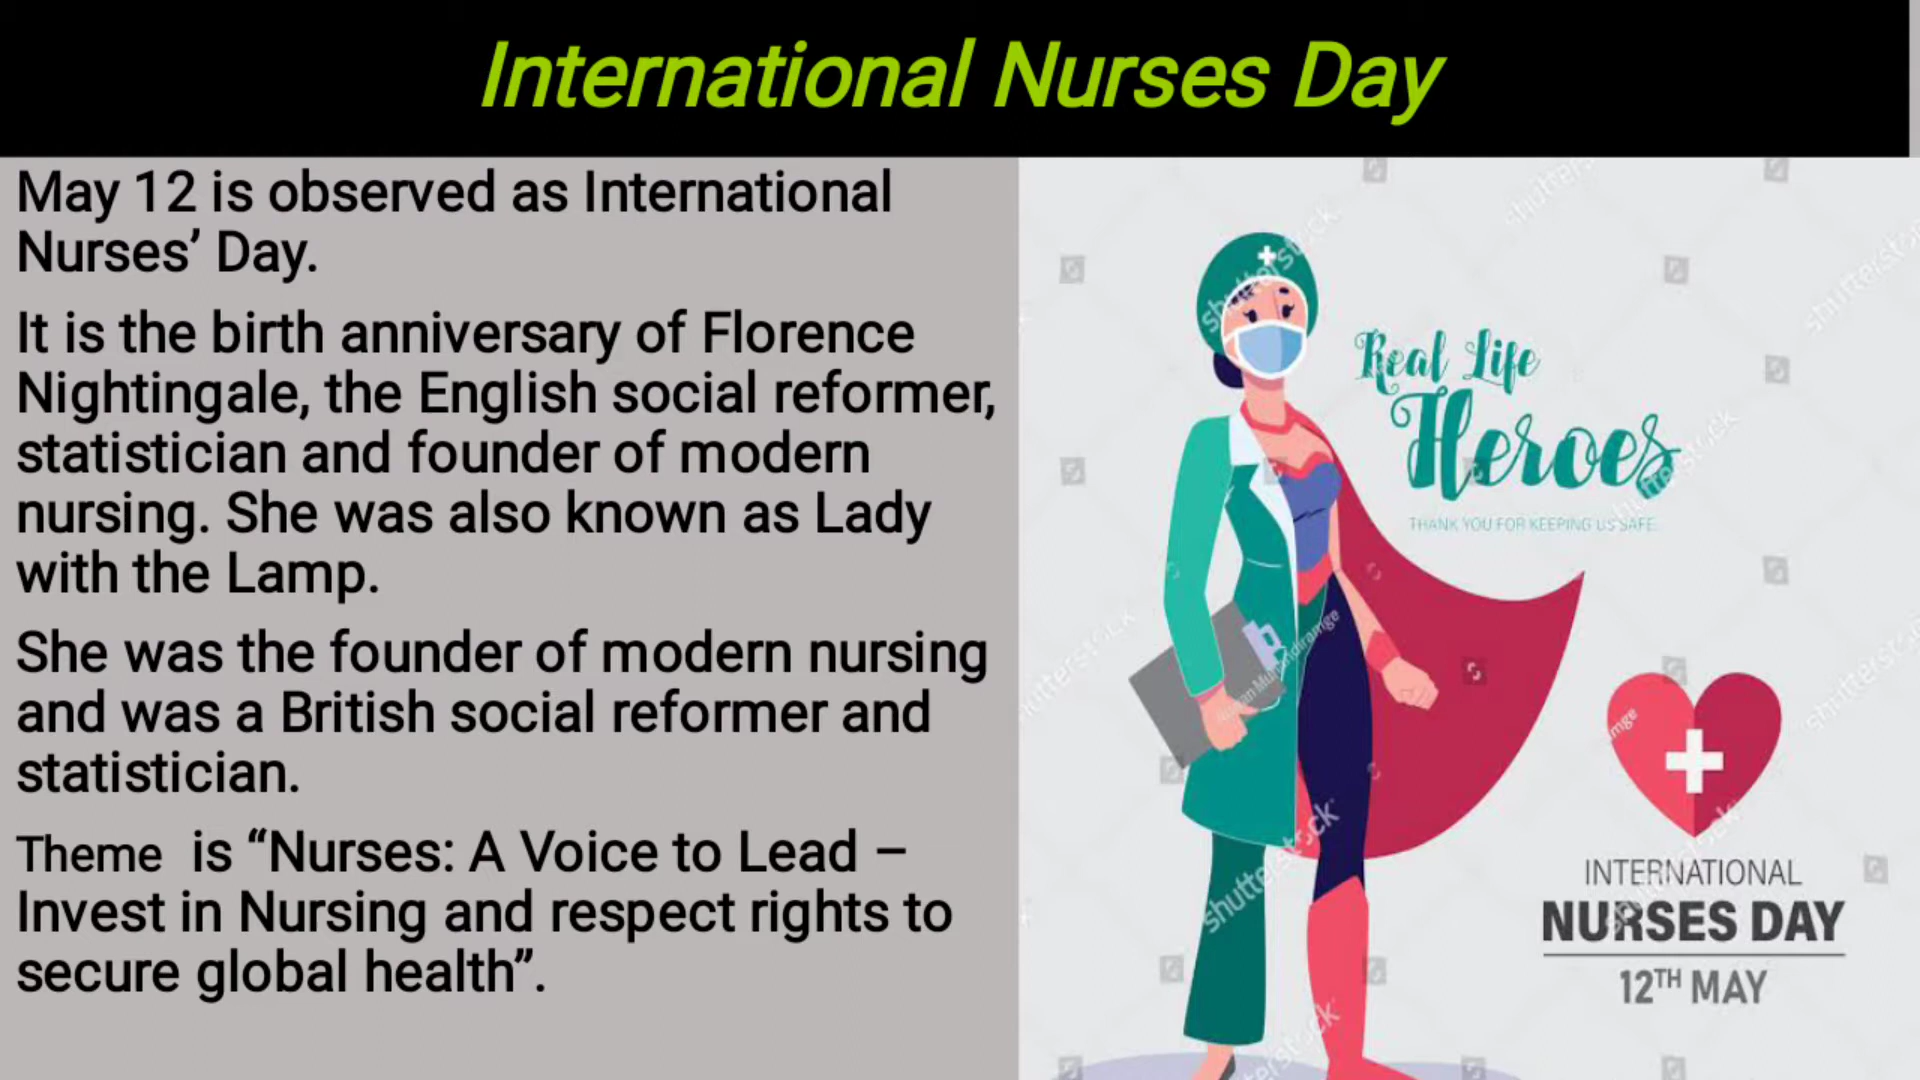 International Nurses Day
May 12 is observed as International
Nurses’ Day.
It is the birth anniversary of Florence
Nightingale, the English social reformer,
statistician and founder of modern
nursing. She was also known as Lady
with the Lamp.
She was the founder of modern nursing
and was a British social reformer and
statistician.
Theme is “Nurses: A Voice to Lead –
Invest in Nursing and respect rights to
secure global health”.
Real Life
Heroes
THANK YOU FOR KEEPING US SAFE.
INTERNATIONAL
NURSES DAY
12TH MAY
shutterstock